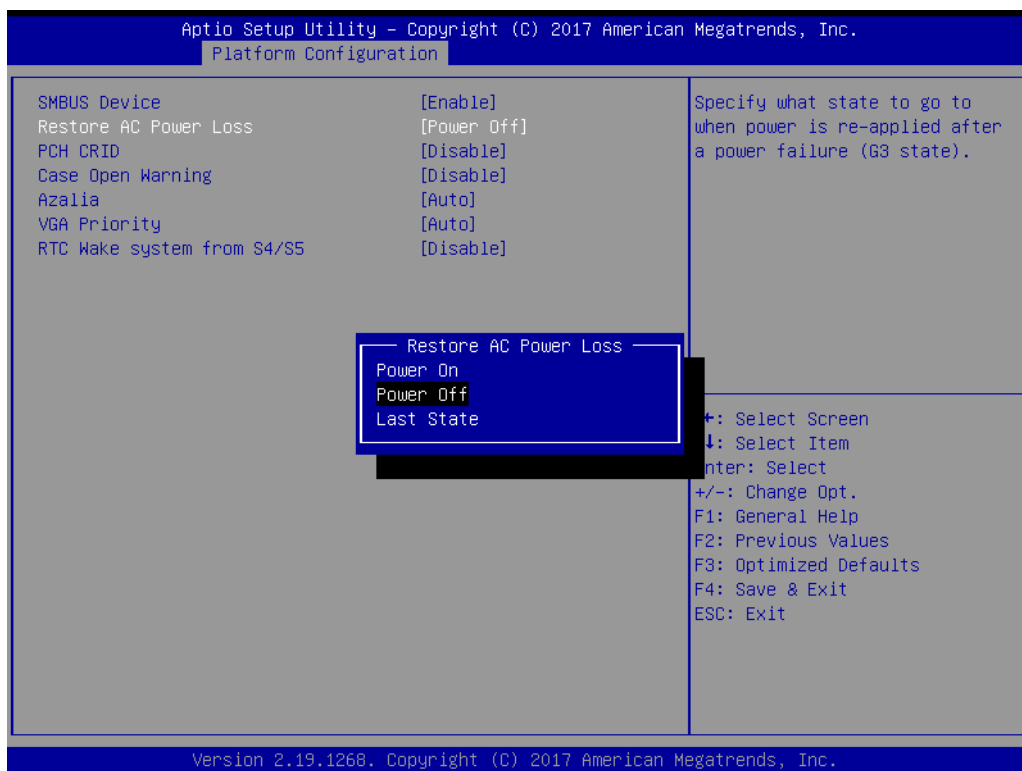 Aptio Setup Utility – Copyright (C) 2017 American Megatrends, Inc.
Platform Configuration
SMBUS Device [Enable]
Restore AC Power Loss [Power Off]
PCH CRID [Disable]
Case Open Warning [Disable]
Azalia [Auto]
VGA Priority [Auto]
RTC Wake system from S4/S5 [Disable]
Specify what state to go to
when power is re-applied after
a power failure (G3 state).
Restore AC Power Loss
Power On
Power Off
Last State
: Select Screen
↓: Select Item
nter: Select
+/-: Change Opt.
F1: General Help
F2: Previous Values
F3: Optimized Defaults
F4: Save & Exit
ESC: Exit
Version 2.19.1268. Copyright (C) 2017 American Megatrends, Inc.